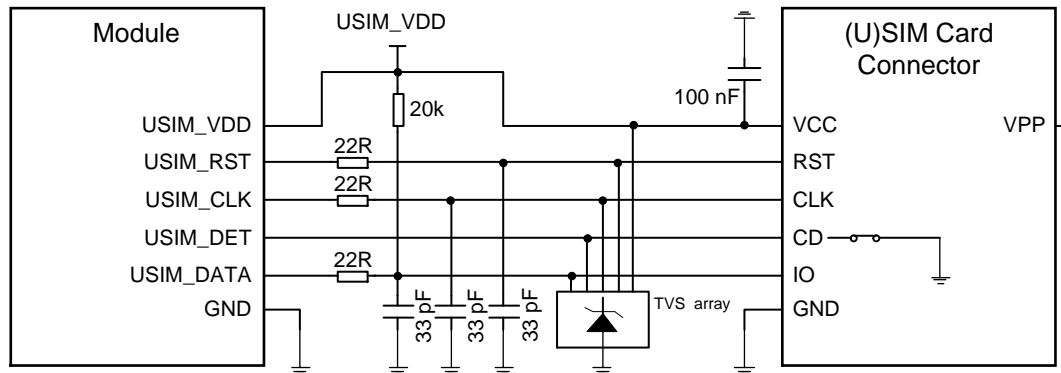 Module
USIM_VDD
(U)SIM Card
Connector
20k
100 nF
USIM_VDD
VCC
VPP
22R
USIM_RST
RST
22R
USIM_CLK
CLK
USIM_DET
CD
22R
USIM_DATA
IO
GND
33 pF
33 pF
33 pF
TVS array
GND